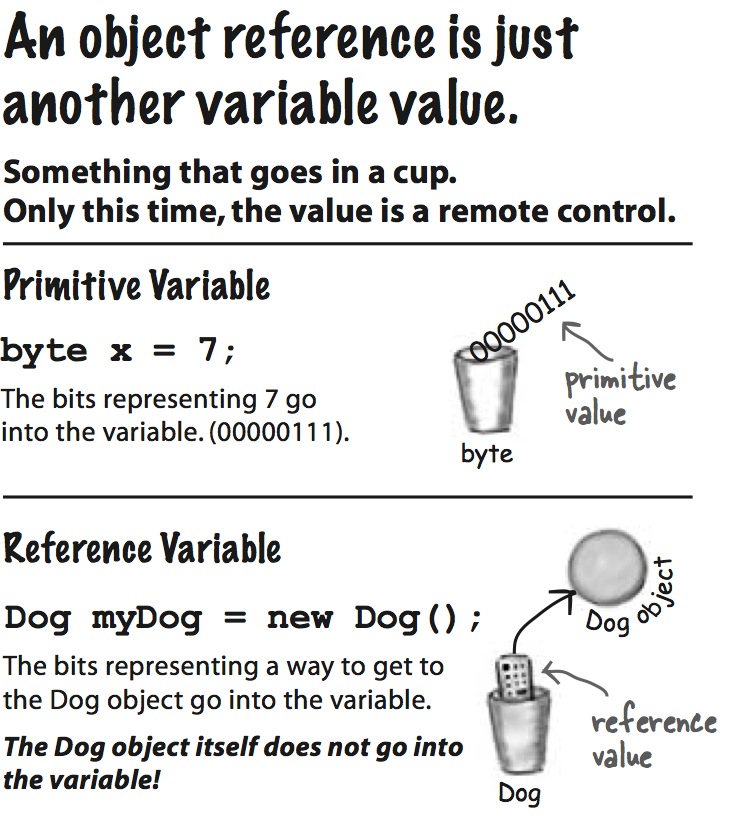 An object reference is just
another variable value.
Something that goes in a cup.
Only this time, the value is a remote control.
Primitive Variable
byte x = 7;
The bits representing 7 go
into the variable. (00000111).
00000111
primitive
value
byte
Reference Variable
Dog myDog = new Dog();
The bits representing a way to get to
the Dog object go into the variable.
The Dog object itself does not go into
the variable!
Dog object
reference
value
Dog